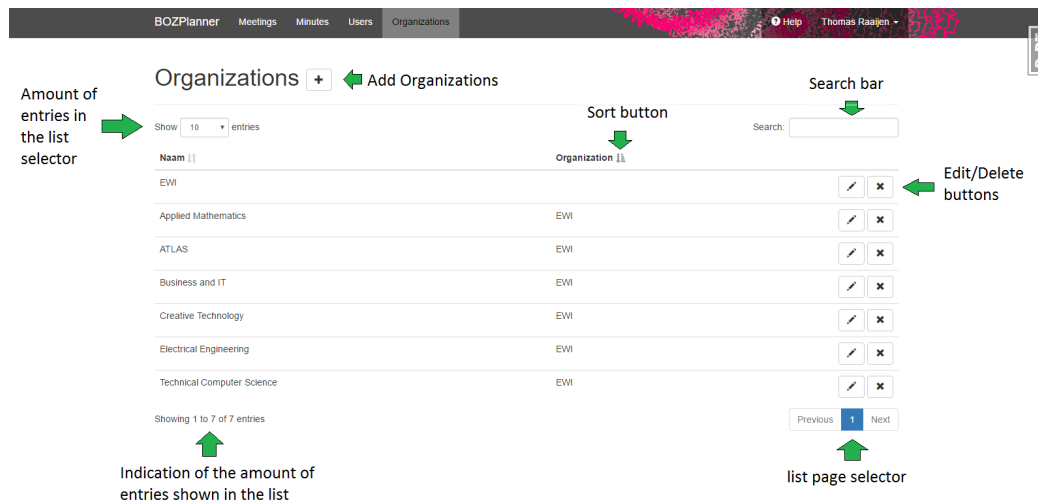 BOZPlanner Meetings Minutes Users Organizations Help Thomas Raaijen
Organizations + Add Organizations
Search bar
Amount of
entries in
the list
selector
Sort button
Show 10 entries
Search:
Naam Organization
EWI
Edit/Delete
buttons
Applied Mathematics EWI
ATLAS EWI
Business and IT EWI
Creative Technology EWI
Electrical Engineering EWI
Technical Computer Science EWI
Showing 1 to 7 of 7 entries
Previous 1 Next
Indication of the amount of
entries shown in the list
list page selector